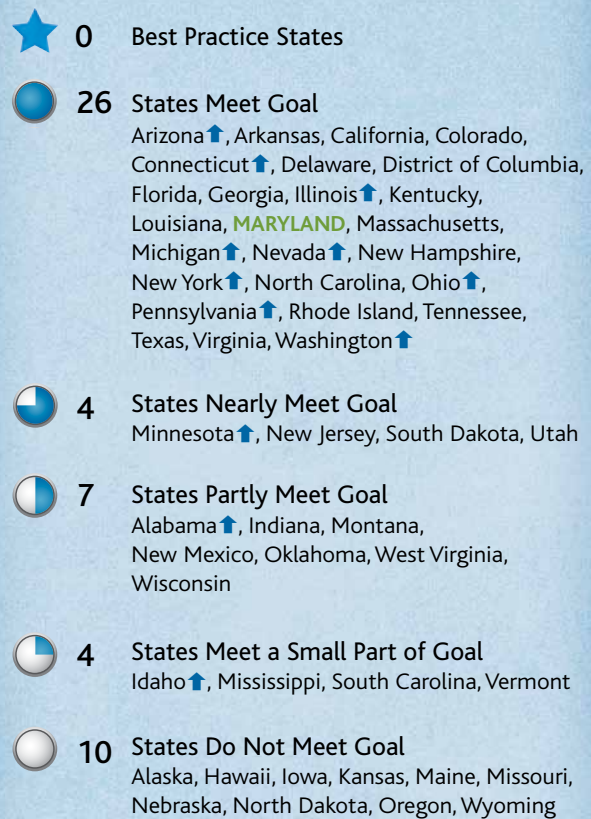 0 Best Practice States
26 States Meet Goal
Arizona⬆, Arkansas, California, Colorado,
Connecticut⬆, Delaware, District of Columbia,
Florida, Georgia, Illinois⬆, Kentucky,
Louisiana, MARYLAND, Massachusetts,
Michigan⬆, Nevada⬆, New Hampshire,
New York⬆, North Carolina, Ohio⬆,
Pennsylvania⬆, Rhode Island, Tennessee,
Texas, Virginia, Washington⬆
4 States Nearly Meet Goal
Minnesota⬆, New Jersey, South Dakota, Utah
7 States Partly Meet Goal
Alabama⬆, Indiana, Montana,
New Mexico, Oklahoma, West Virginia,
Wisconsin
4 States Meet a Small Part of Goal
Idaho⬆, Mississippi, South Carolina, Vermont
10 States Do Not Meet Goal
Alaska, Hawaii, Iowa, Kansas, Maine, Missouri,
Nebraska, North Dakota, Oregon, Wyoming